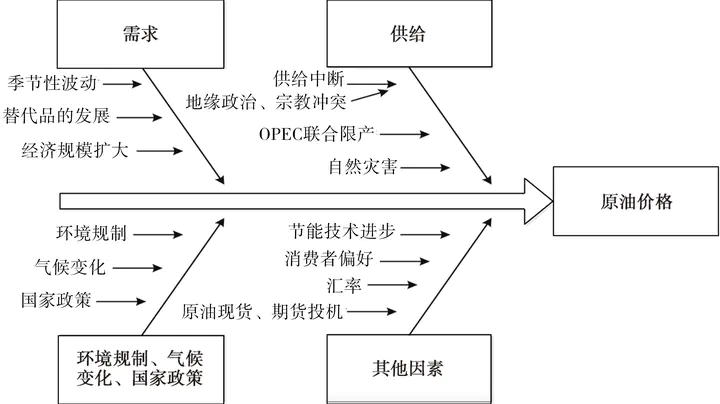 需求
供给
季节性波动
替代品的发展
经济规模扩大
供给中断
地缘政治、宗教冲突
OPEC联合限产
自然灾害
原油价格
环境规制
气候变化
国家政策
节能技术进步
消费者偏好
汇率
原油现货、期货投机
环境规制、气候
变化、国家政策
其他因素